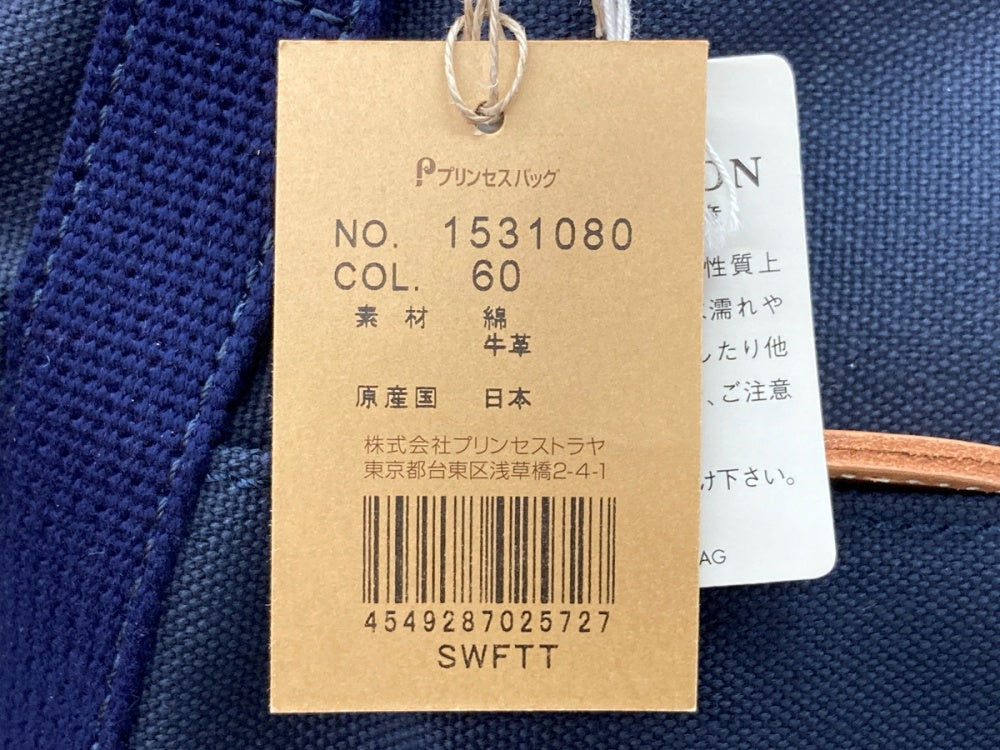 プリンセスバッグ
NO. 1531080
COL. 60
素材 綿
牛革
原産国 日本
株式会社プリンセストラヤ
東京都台東区浅草橋2-4-1
4549287025727
SWFTT
ON
性質上
濡れや
したり他
、ご注意
け下さい。
AG